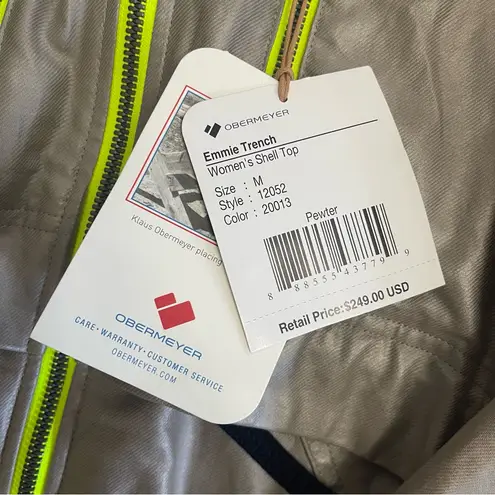 OBERMEYER
Emmie Trench
Women's Shell Top
Size : M
Style : 12052
Color : 20013
Pewter
8 88555 43779 9
Retail Price:$249.00 USD
Klaus Obermeyer placing
OBERMEYER
CARE • WARRANTY • CUSTOMER SERVICE
OBERMEYER.COM